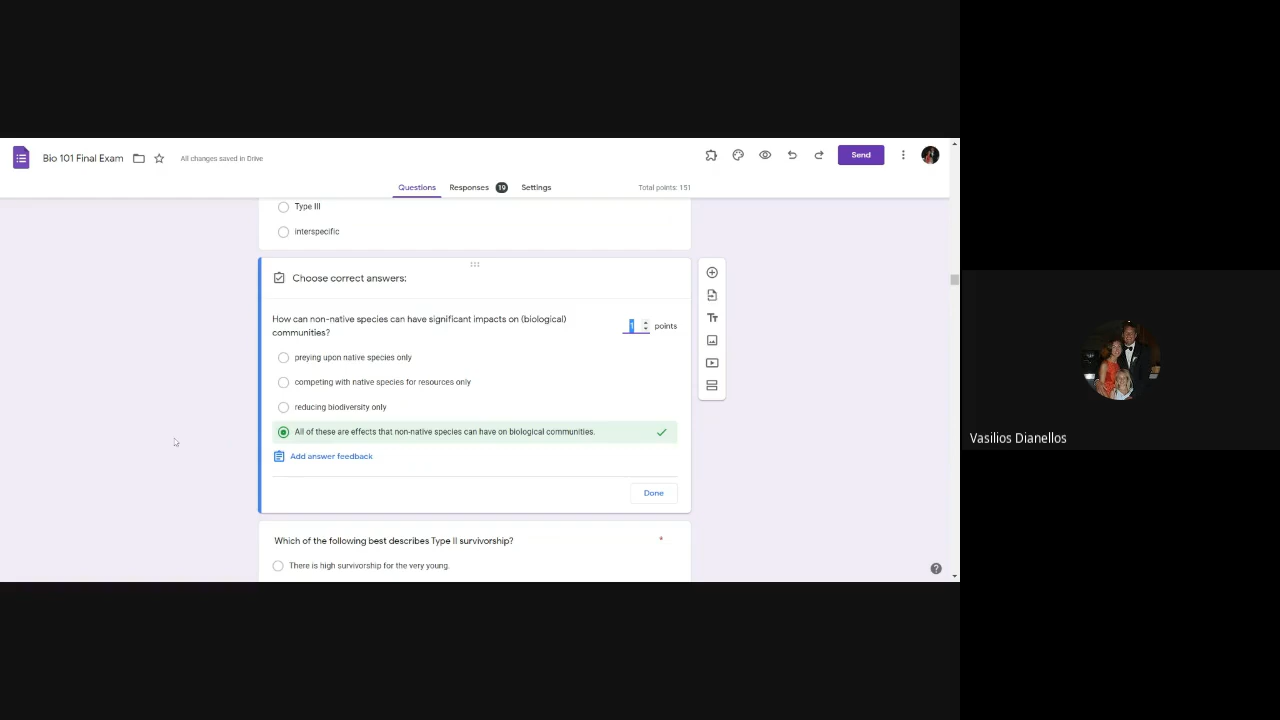 Bio 101 Final Exam
All changes saved in Drive
Send
Questions
Responses 19
Settings
Total points: 151
Type III
interspecific
Choose correct answers:
How can non-native species can have significant impacts on (biological)
communities?
1 points
preying upon native species only
competing with native species for resources only
reducing biodiversity only
All of these are effects that non-native species can have on biological communities.
Add answer feedback
Done
Which of the following best describes Type II survivorship? *
There is high survivorship for the very young.
Vasilios Dianellos